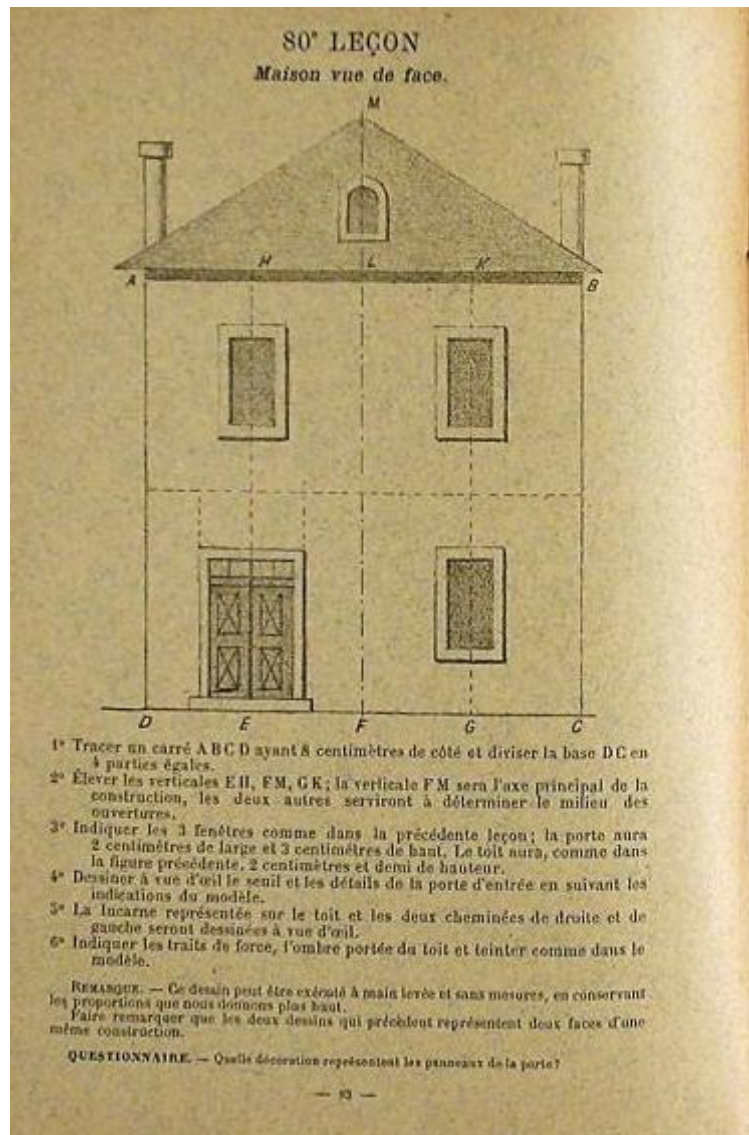 80e LEÇON
Maison vue de face.
M
H L K
A B
D E F G C
1° Tracer un carré A B C D ayant 8 centimètres de côté et diviser la base D C en
4 parties égales.
2° Élever les verticales E H, F M, G K; la verticale F M sera l'axe principal de la
construction, les deux autres serviront à déterminer le milieu des
ouvertures.
3° Indiquer les 3 fenêtres comme dans la précédente leçon; la porte aura
2 centimètres de large et 3 centimètres de haut. Le toit aura, comme dans
la figure précédente, 2 centimètres et demi de hauteur.
4° Dessiner à vue d'œil le seuil et les détails de la porte d'entrée en suivant les
indications du modèle.
5° La lucarne représentée sur le toit et les deux cheminées de droite et de
gauche seront dessinées à vue d'œil.
6° Indiquer les traits de force, l'ombre portée du toit et teinter comme dans le
modèle.
REMARQUE. — Ce dessin peut être exécuté à main levée et sans mesures, en conservant
les proportions que nous donnons plus haut.
Faire remarquer que les deux dessins qui précèdent représentent deux faces d'une
même construction.
QUESTIONNAIRE. — Quelle décoration représentent les panneaux de la porte?